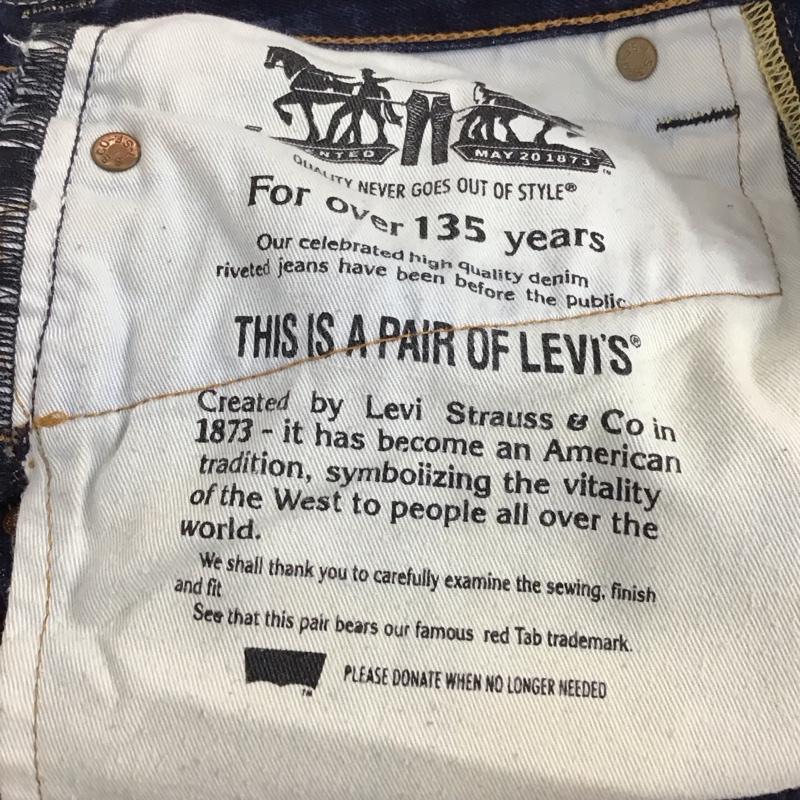 NTED
MAY 20 1873
™
QUALITY NEVER GOES OUT OF STYLE®
For over 135 years
Our celebrated high quality denim
riveted jeans have been before the public.
THIS IS A PAIR OF LEVI'S®
Created by Levi Strauss & Co in
1873 - it has become an American
tradition, symboiizing the vitality
of the West to people all over the
world.
We shall thank you to carefully examine the sewing, finish
and fit
See that this pair bears our famous red Tab trademark.
™ PLEASE DONATE WHEN NO LONGER NEEDED